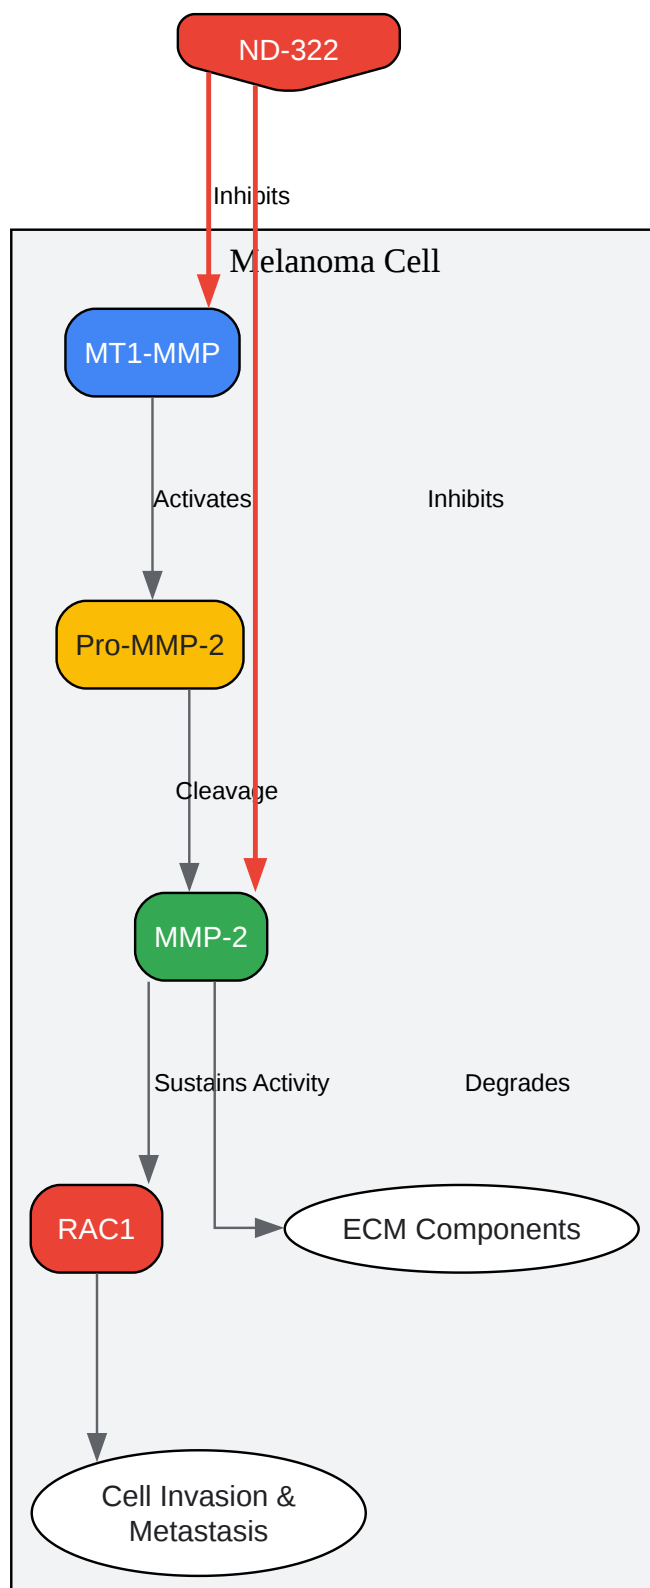 ND-322
Inhibits
Melanoma Cell
MT1-MMP
Activates
Inhibits
Pro-MMP-2
Cleavage
MMP-2
Sustains Activity
Degrades
RAC1
ECM Components
Cell Invasion &
Metastasis